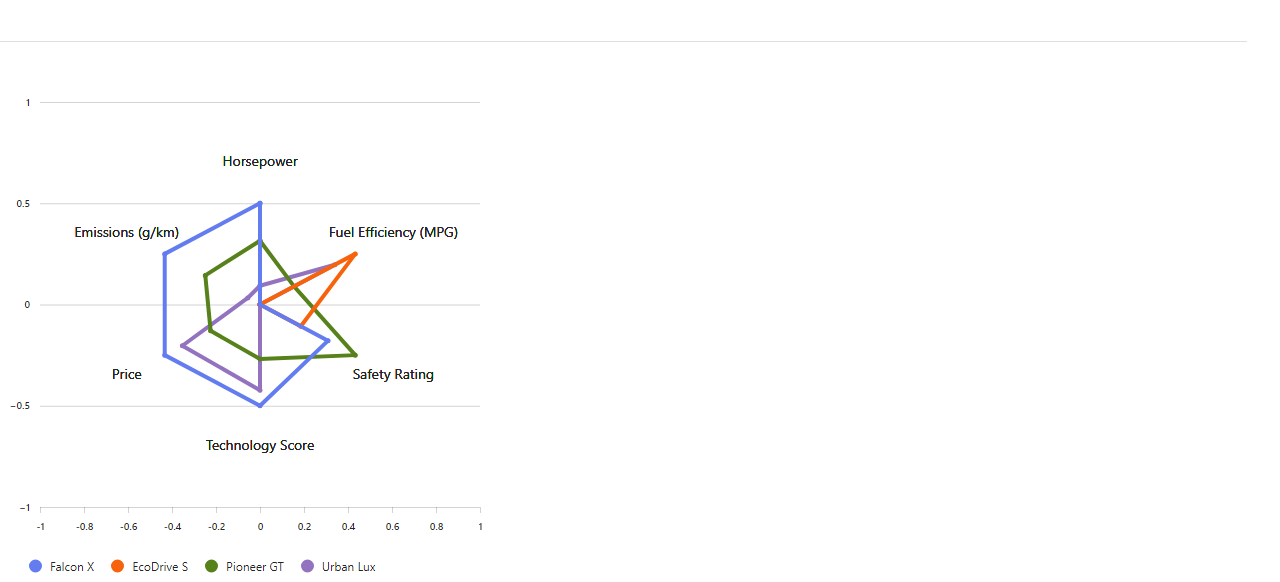 1
Horsepower
0.5
Emissions (g/km) Fuel Efficiency (MPG)
0
Price Safety Rating
−0.5
Technology Score
−1
-1 -0.8 -0.6 -0.4 -0.2 0 0.2 0.4 0.6 0.8 1
Falcon X EcoDrive S Pioneer GT Urban Lux